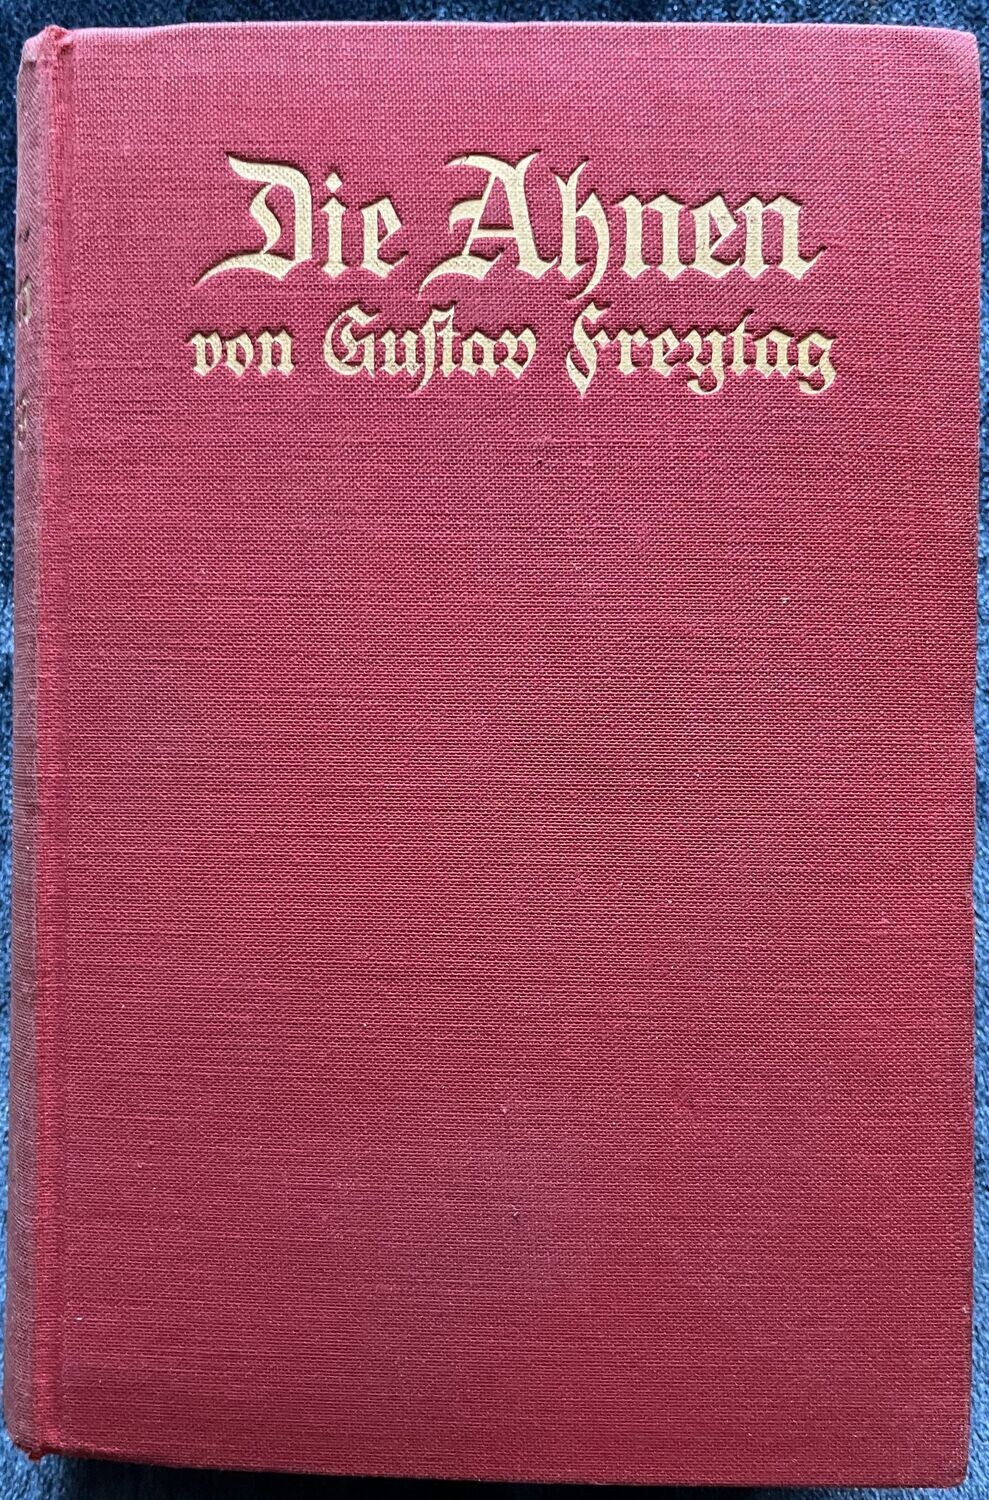 Die Ahnen
von Gustav Freytag